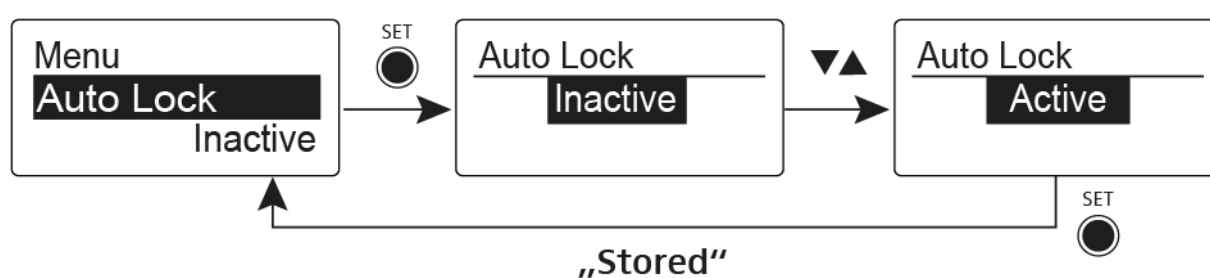 Menu
Auto Lock
Inactive
SET
Auto Lock
Inactive
▼▲
Auto Lock
Active
SET
„Stored“